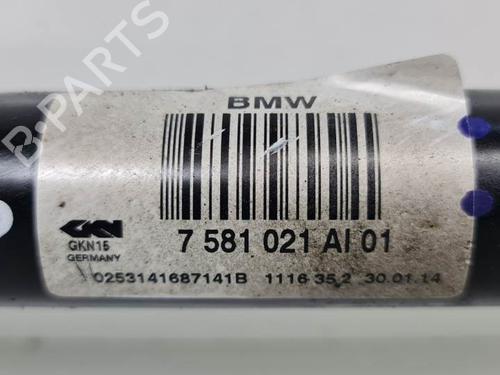 BMW
GKN
GKN15
GERMANY
7 581 021 AI 01
0253141687141B 1116 35.2 30.01.14
B-PARTS